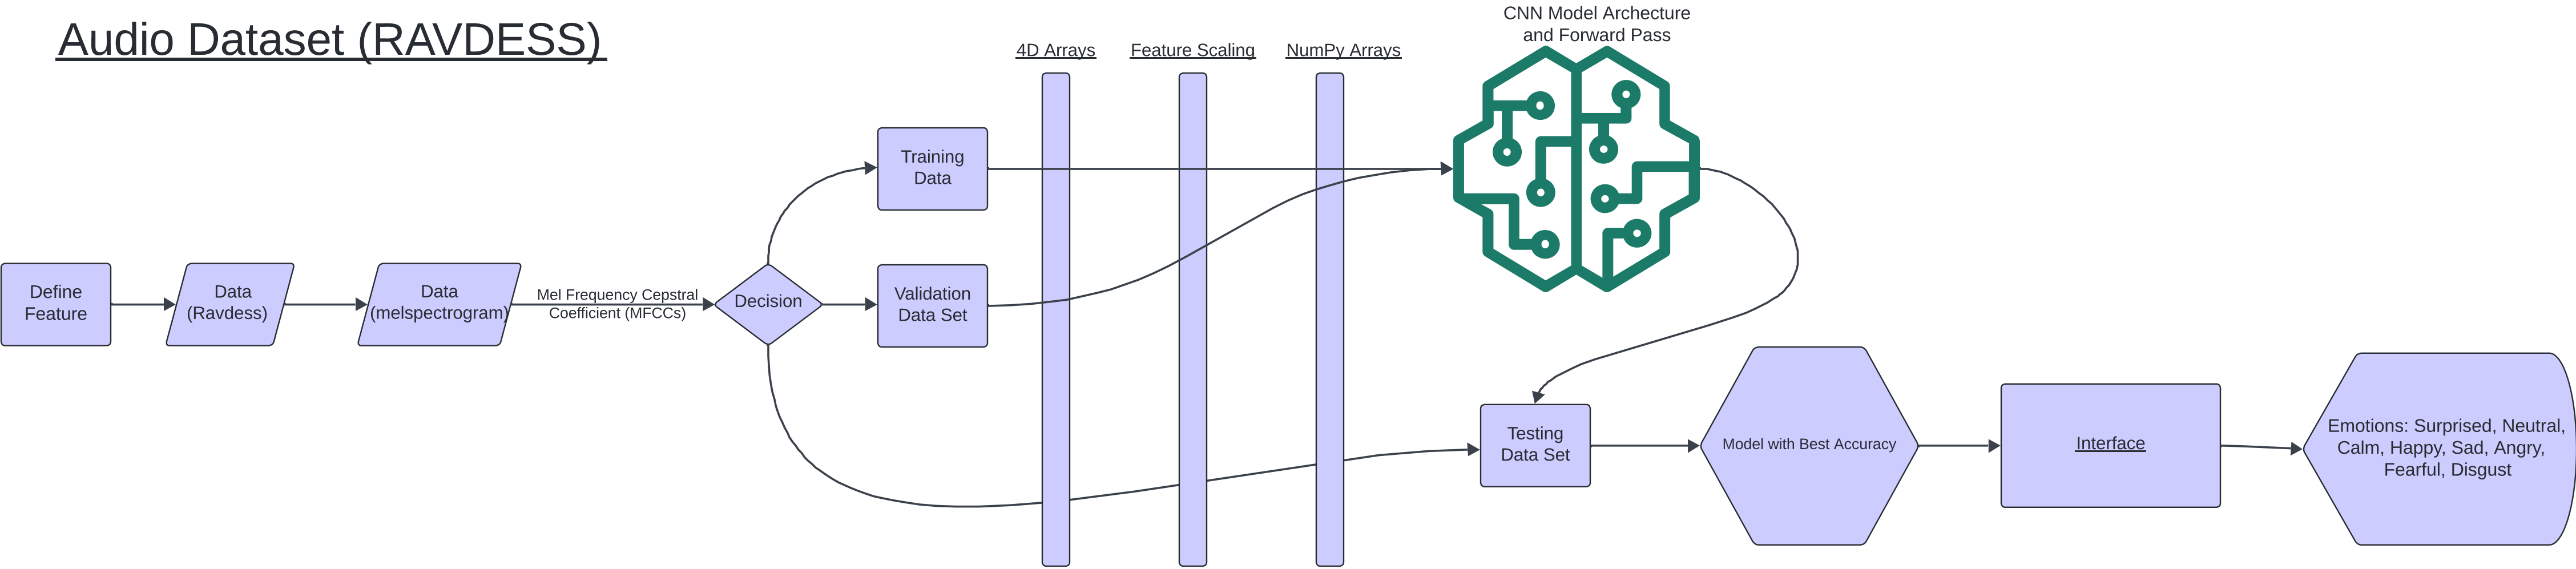 Audio Dataset (RAVDESS)
4D Arrays
Feature Scaling
NumPy Arrays
CNN Model Archecture
and Forward Pass
Define
Feature
Data
(Ravdess)
Data
(melspectrogram)
Mel Frequency Cepstral
Coefficient (MFCCs)
Decision
Training
Data
Validation
Data Set
Testing
Data Set
Model with Best Accuracy
Interface
Emotions: Surprised, Neutral,
Calm, Happy, Sad, Angry,
Fearful, Disgust